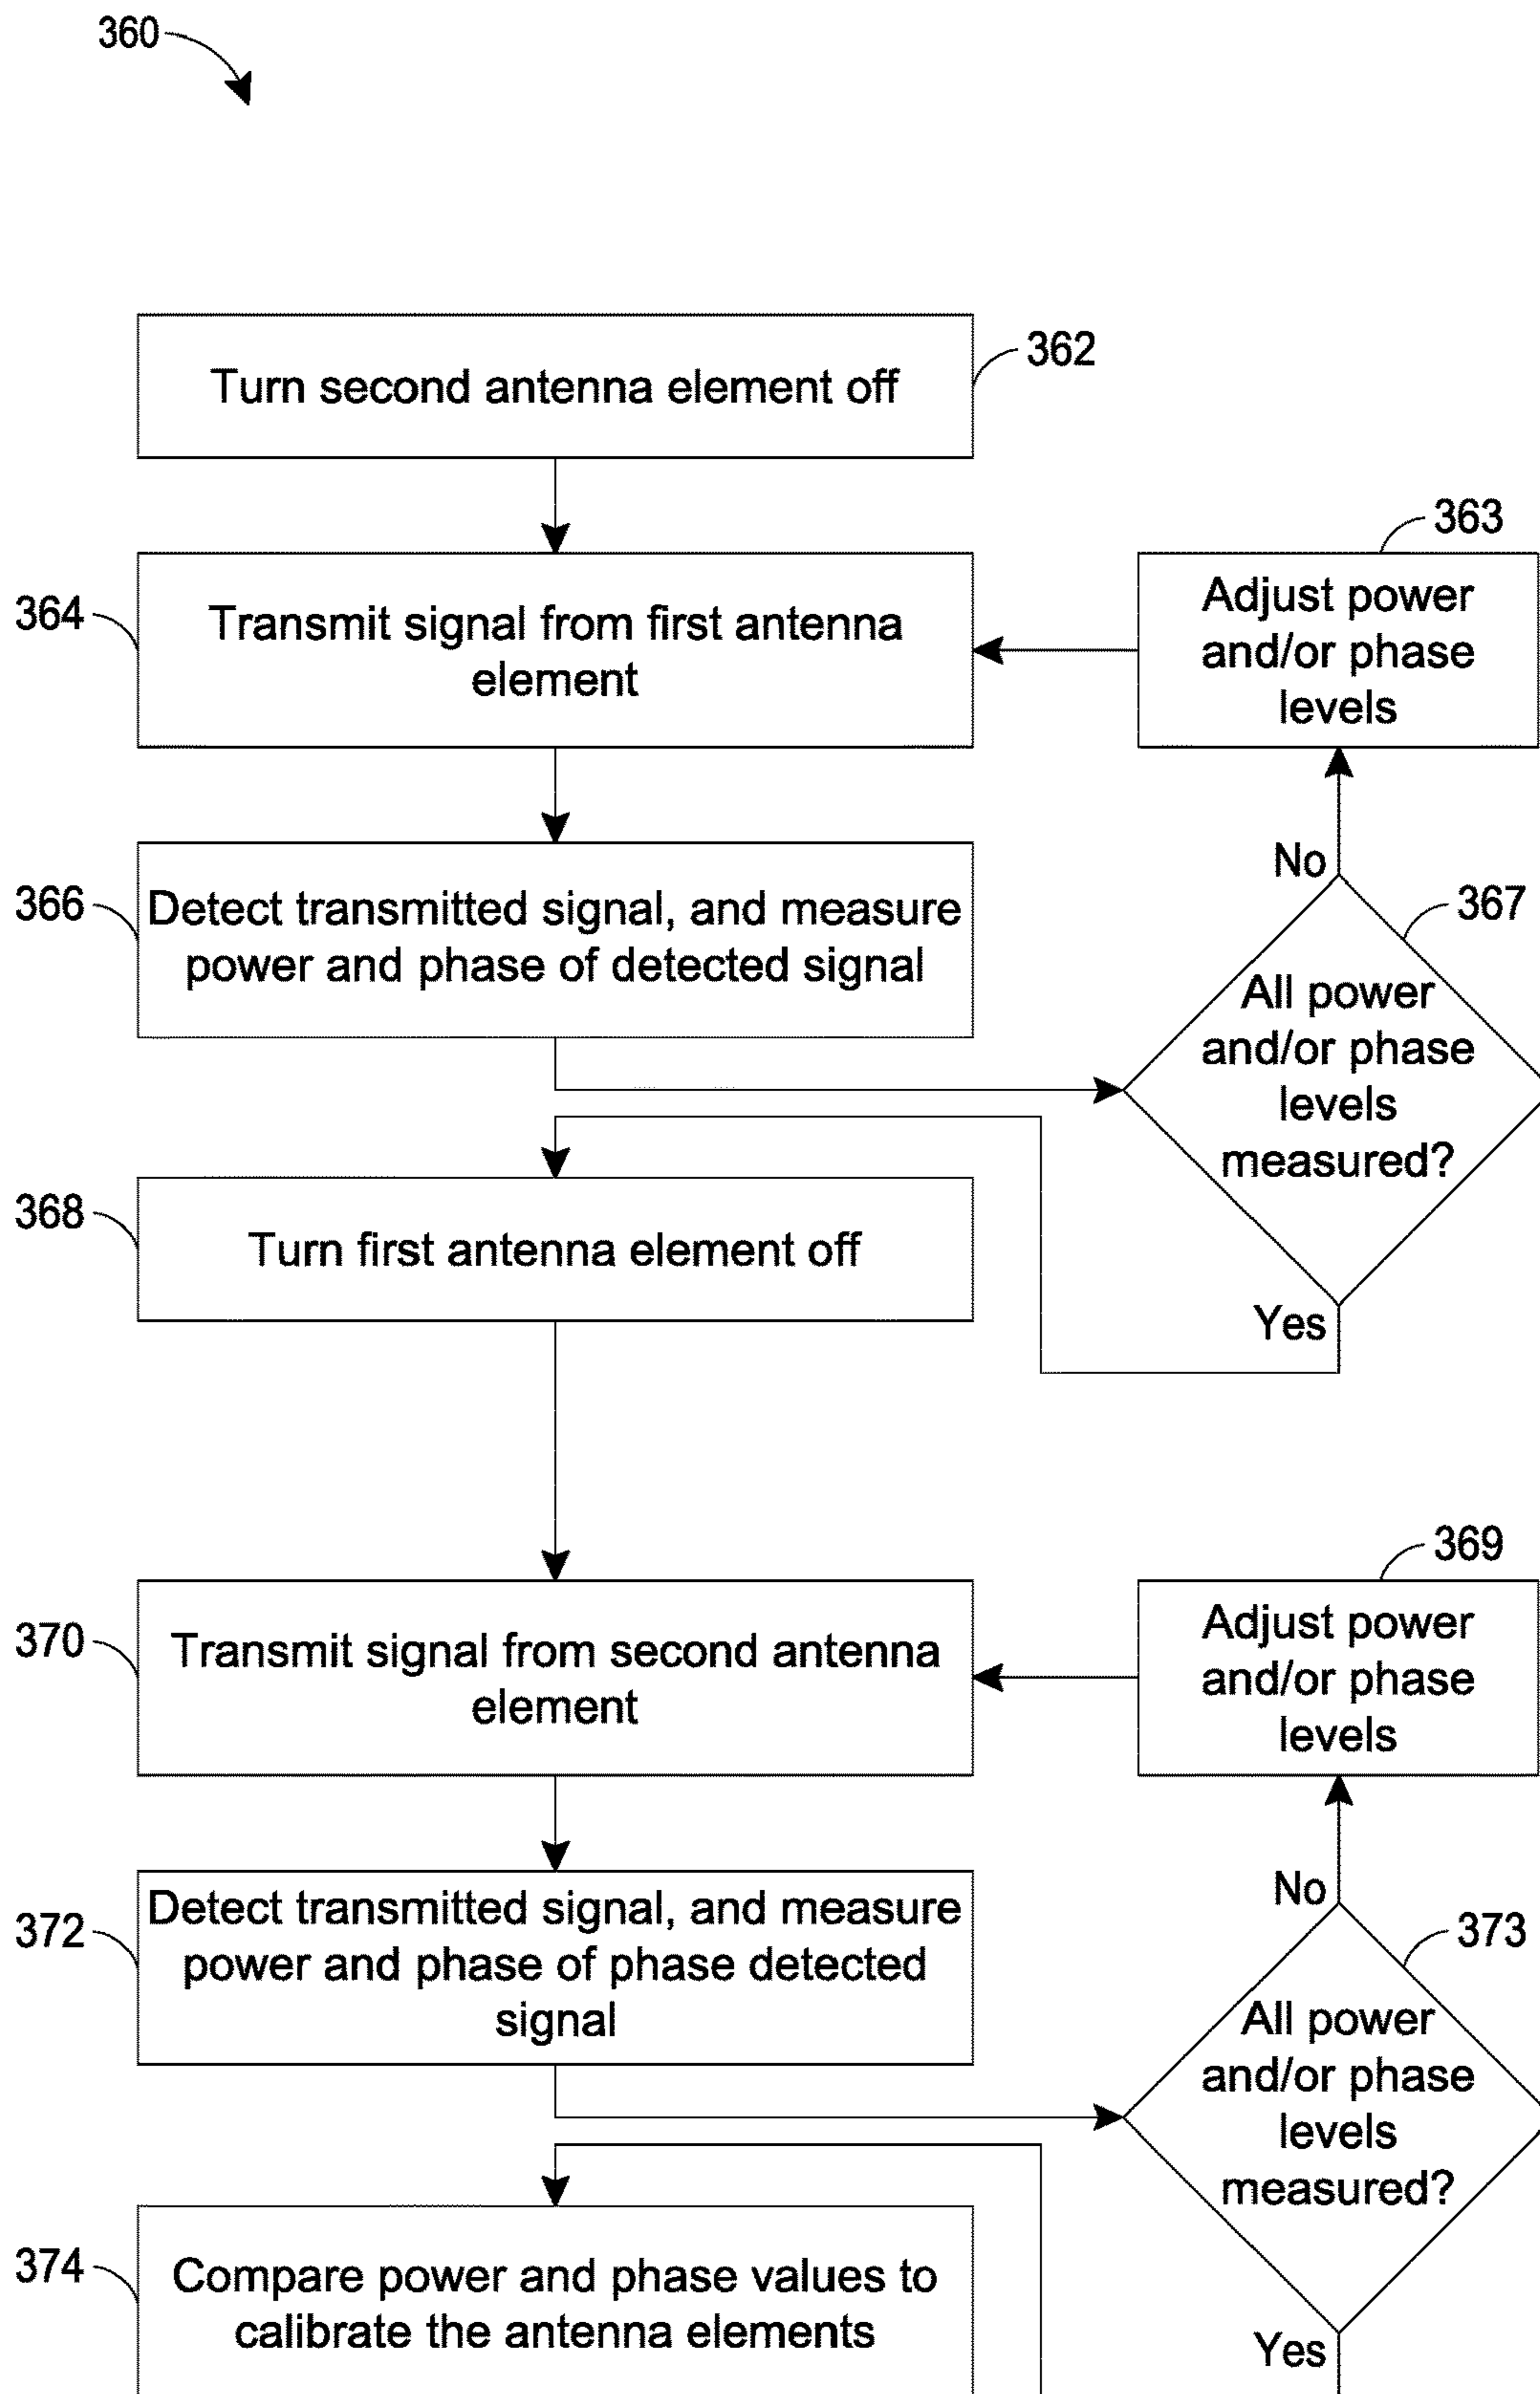 360
Turn second antenna element off
362
363
364
Transmit signal from first antenna
element
Adjust power
and/or phase
levels
366
Detect transmitted signal, and measure
power and phase of detected signal
No
367
All power
and/or phase
levels
measured?
368
Turn first antenna element off
Yes
369
370
Transmit signal from second antenna
element
Adjust power
and/or phase
levels
372
Detect transmitted signal, and measure
power and phase of phase detected
signal
No
373
All power
and/or phase
levels
measured?
374
Compare power and phase values to
calibrate the antenna elements
Yes